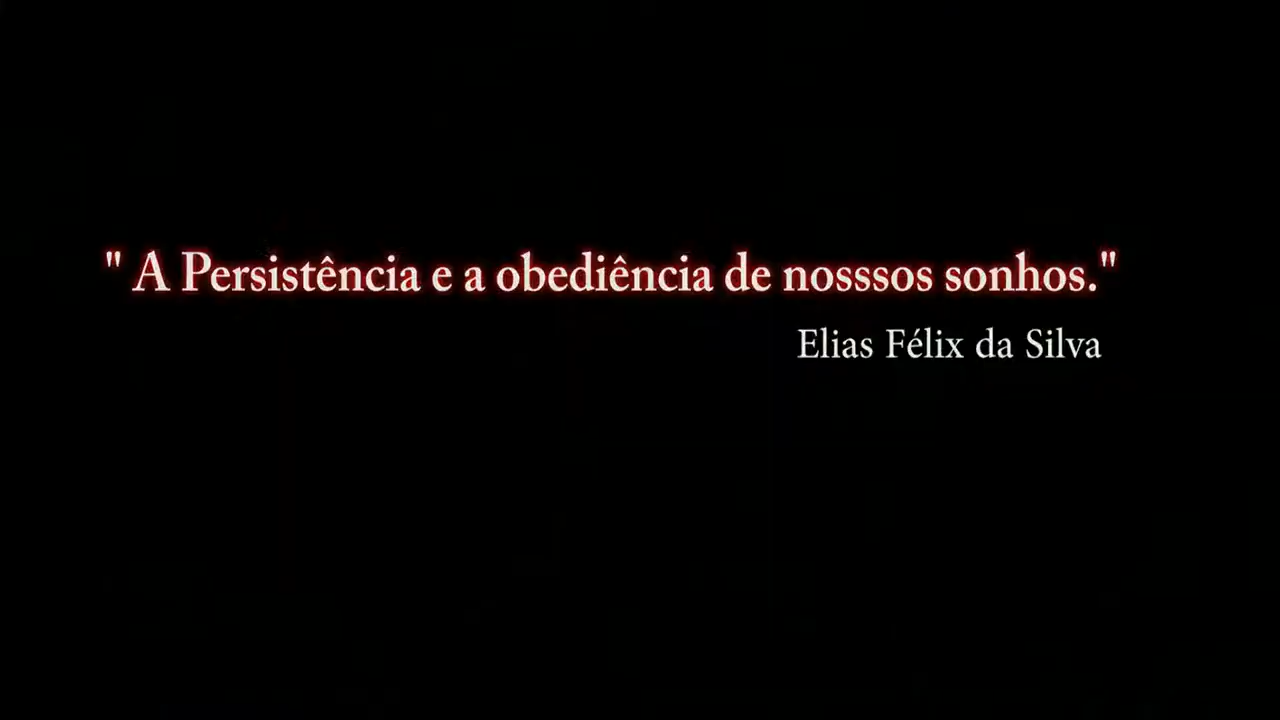 " A Persistência e a obediência de nosssos sonhos."
Elias Félix da Silva